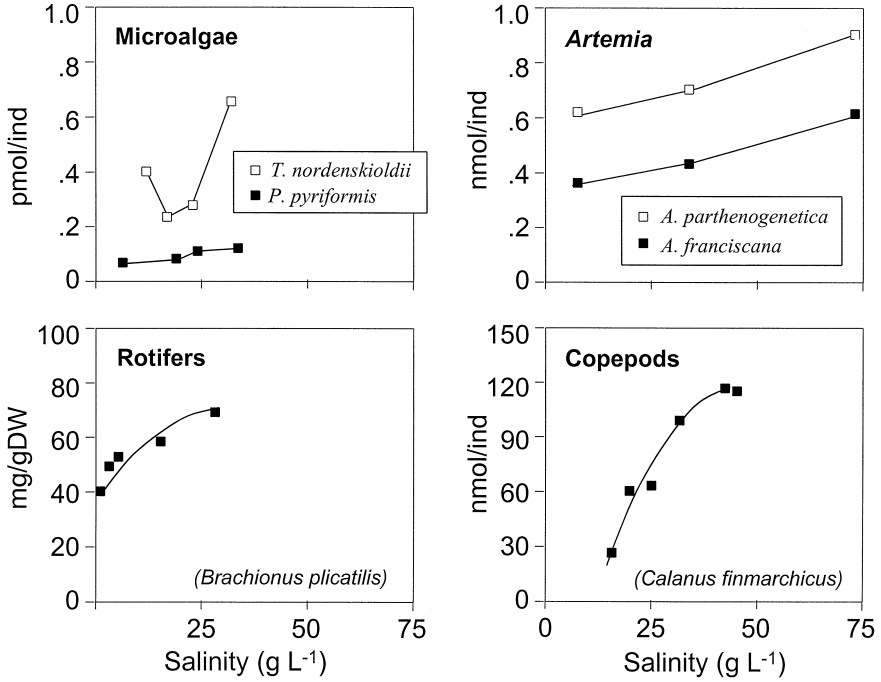 Microalgae
1.0
.8
.6
.4
.2
0
pmol/ind
T. nordenskioldii
P. pyriformis
Artemia
1.0
.8
.6
.4
.2
0
nmol/ind
A. parthenogenetica
A. franciscana
Rotifers
100
80
60
40
20
0
mg/gDW
(Brachionus plicatilis)
25
50
75
Salinity (g L-1)
Copepods
150
120
90
60
30
0
nmol/ind
(Calanus finmarchicus)
0
25
50
75
Salinity (g L-1)